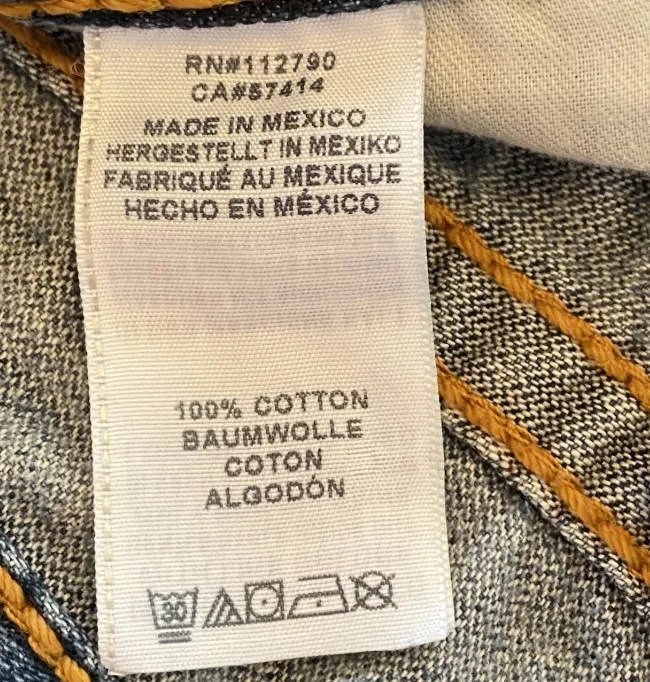 RN#112790
CA#57414
MADE IN MEXICO
HERGESTELLT IN MEXIKO
FABRIQUÉ AU MEXIQUE
HECHO EN MÉXICO
100% COTTON
BAUMWOLLE
COTON
ALGODÓN
30